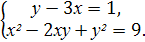 y - 3x = 1,
x² - 2xy + y² = 9.